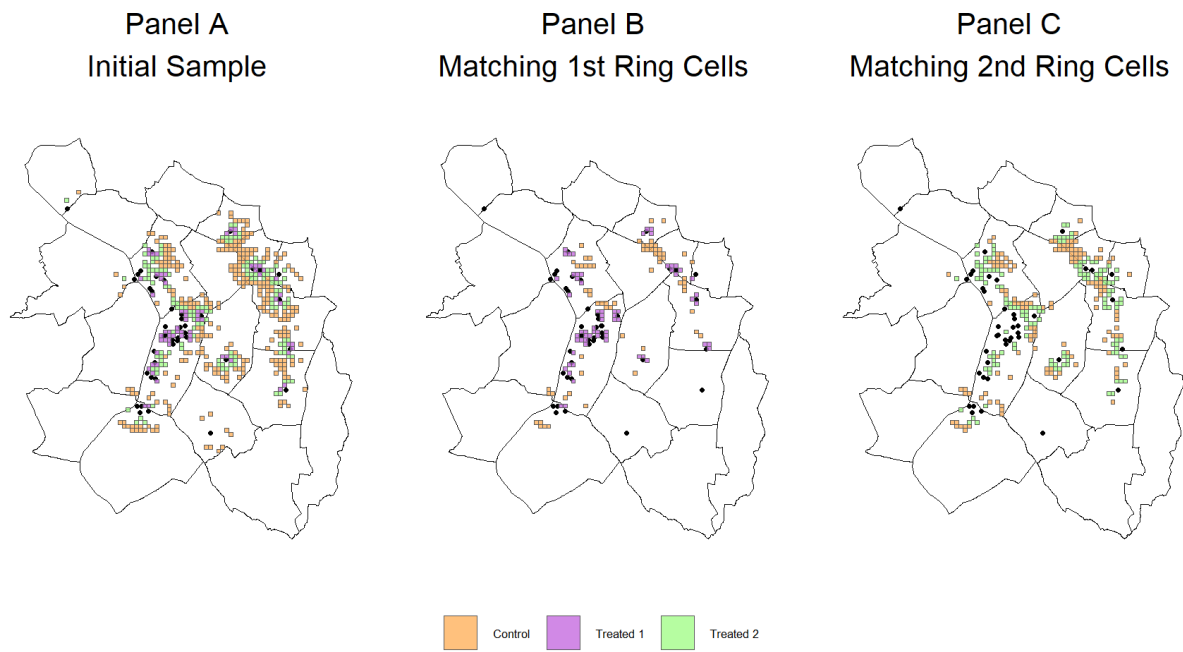 Panel A
Initial Sample
Panel B
Matching 1st Ring Cells
Panel C
Matching 2nd Ring Cells
Control
Treated 1
Treated 2